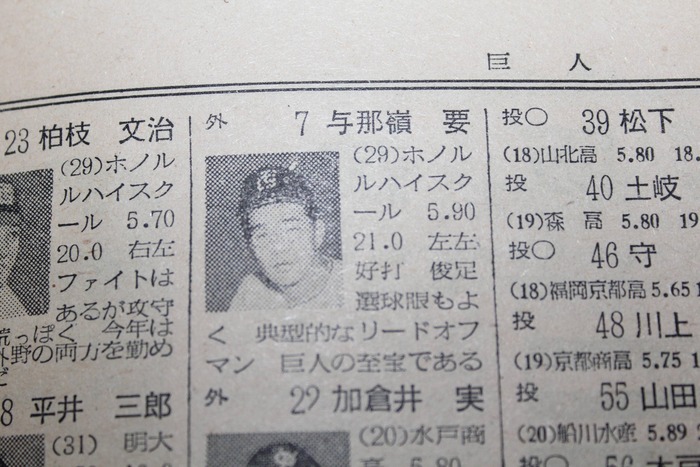 巨人
23 柏枝 文治
(29)ホノル
ルハイスク
ール 5.70
20.0 右左
ファイトは
あるが攻守
荒っぽく 今年は
外野の両方を勤め
だ
外 7 与那嶺 要
(29)ホノル
ルハイスク
ール 5.90
21.0 左左
好打 俊足
選球眼もよ
く 典型的なリードオフ
マン 巨人の至宝である
投○ 39 松下
(18)山北高 5.80 18.
投 40 土岐
(19)森 高 5.80 19
投○ 46 守
(18)福岡京都高 5.65 1
投 48 川上
(19)京都商高 5.75 1
投 55 山田
(20)船川水産 5.89 2
8 平井 三郎
(31) 明大
外 29 加倉井 実
(20)水戸商
高 5.80